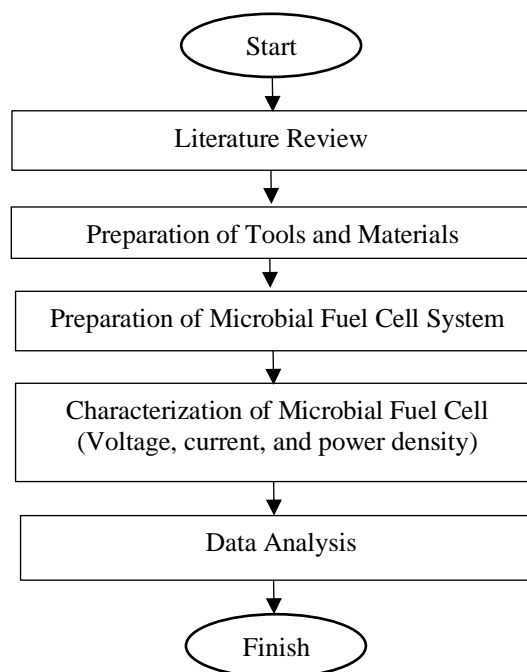 Start
Literature Review
Preparation of Tools and Materials
Preparation of Microbial Fuel Cell System
Characterization of Microbial Fuel Cell
(Voltage, current, and power density)
Data Analysis
Finish